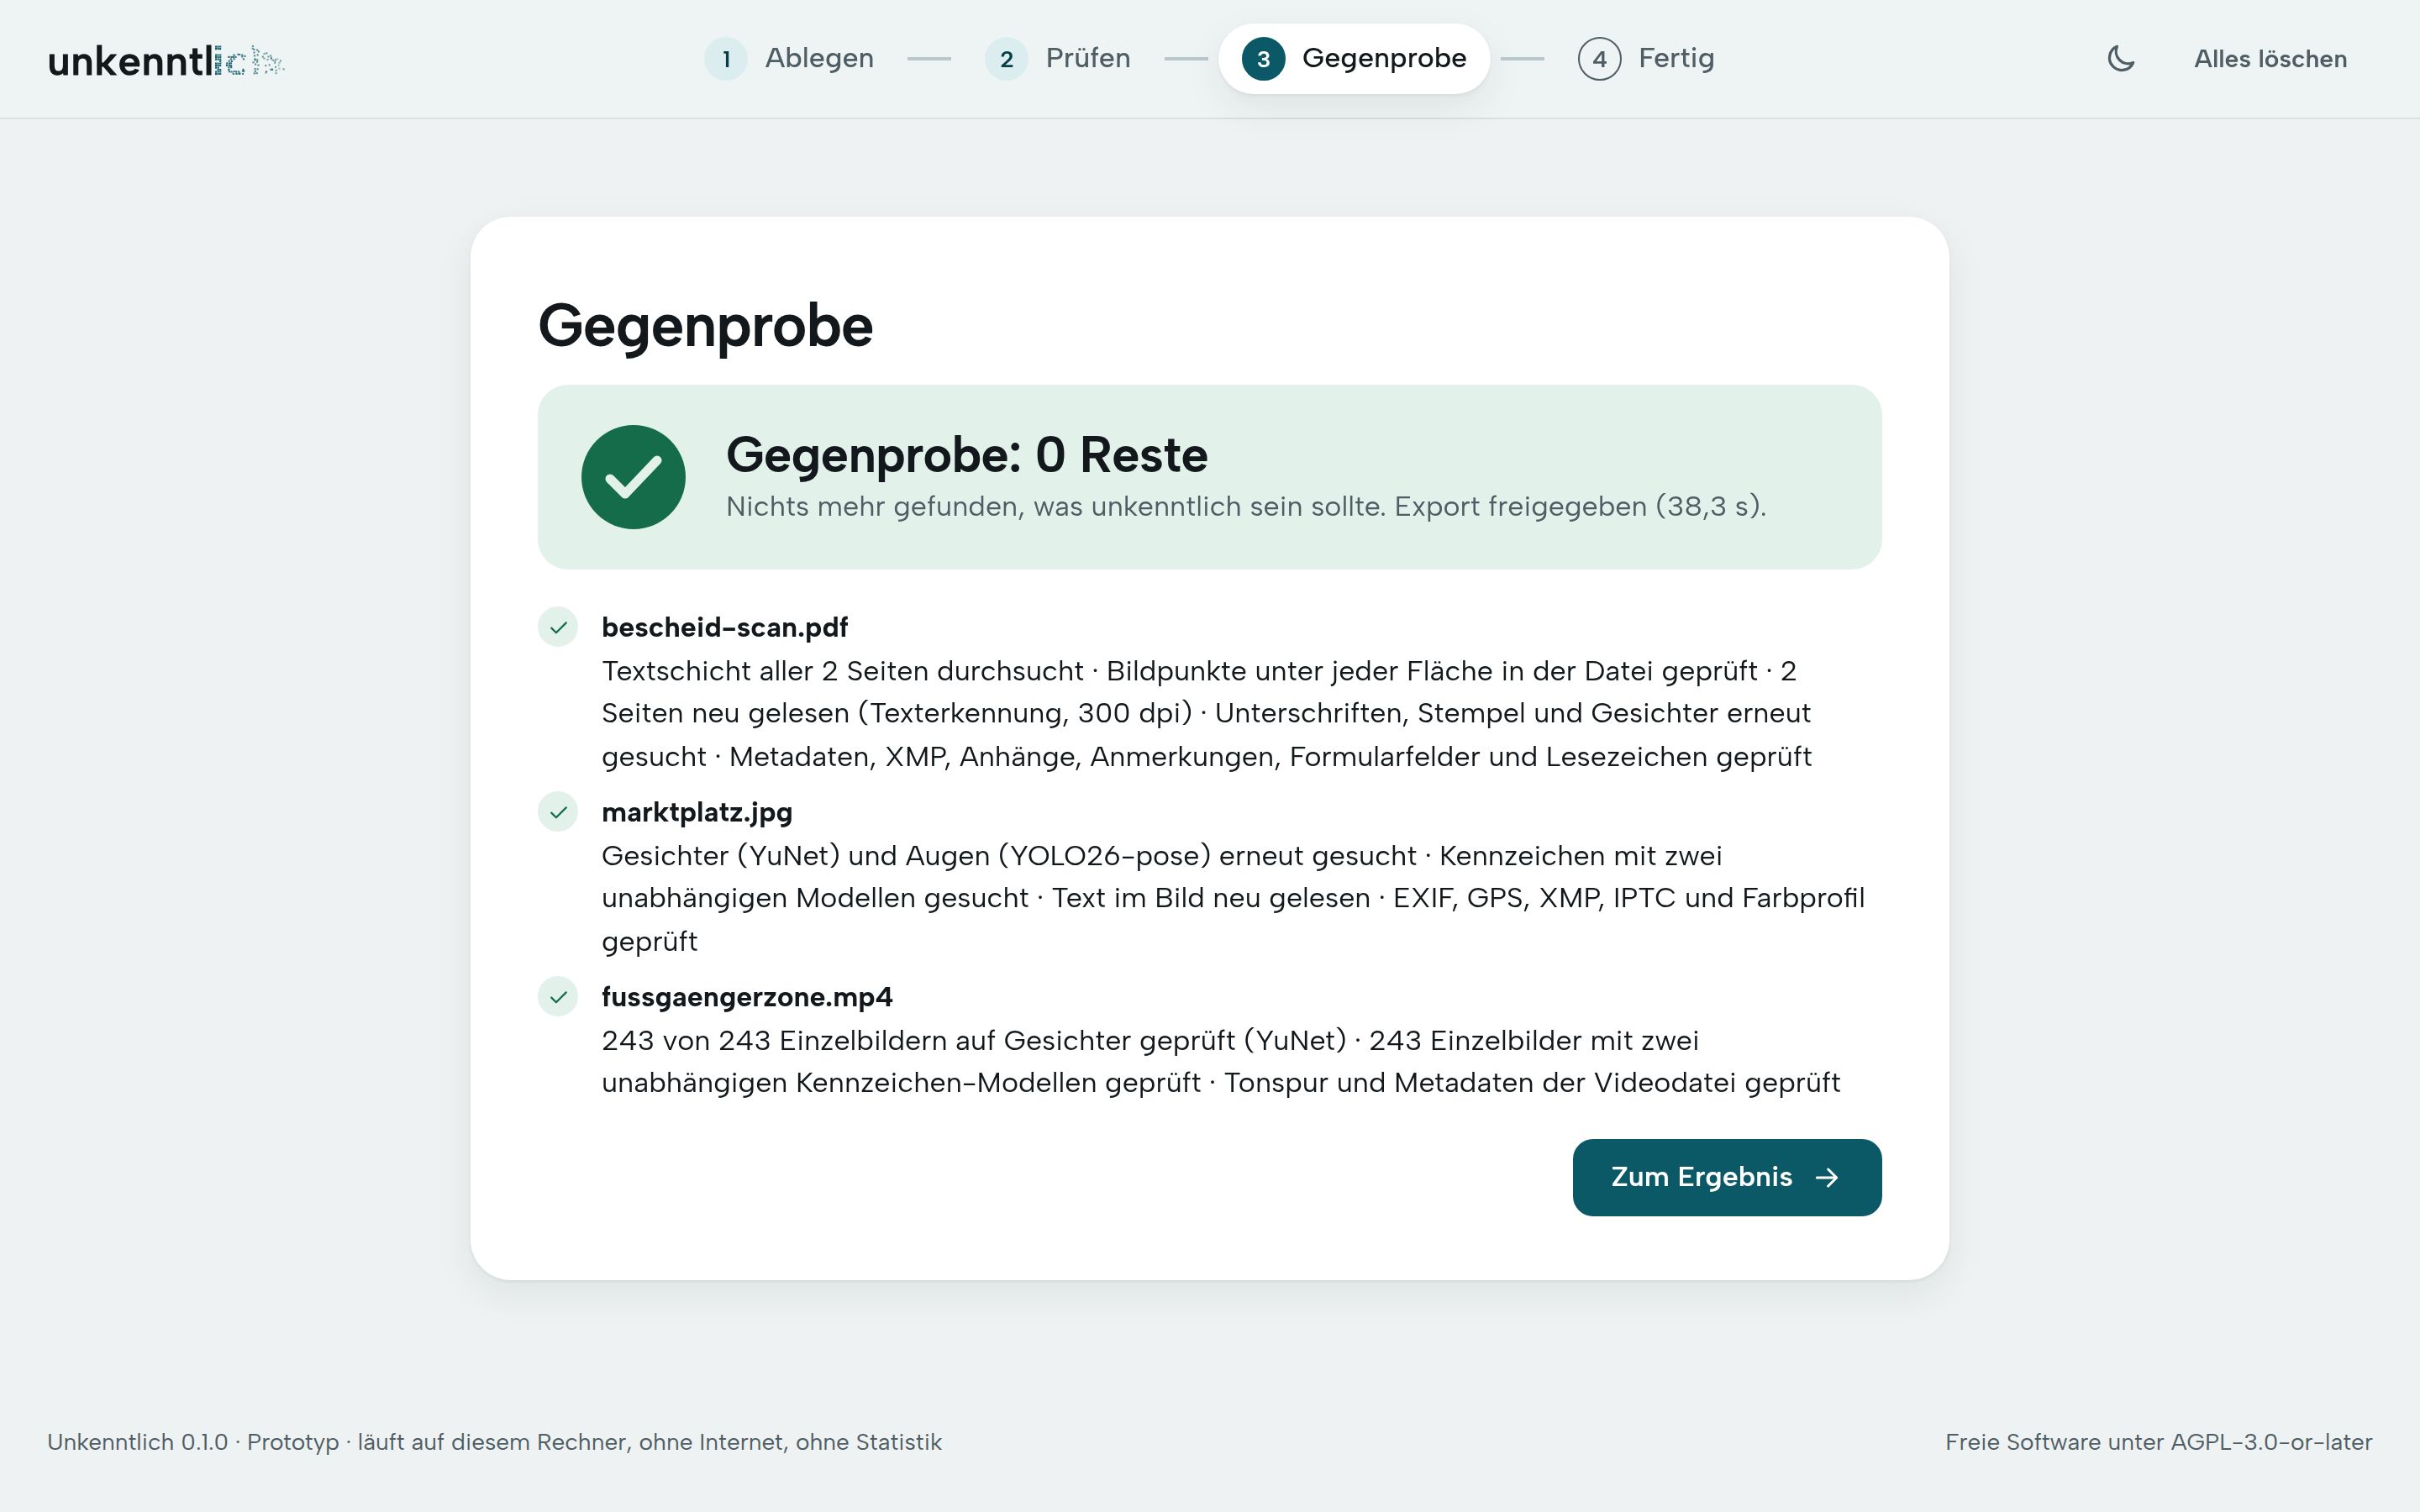 unkenntlich
1 Ablegen
2 Prüfen
3 Gegenprobe
4 Fertig
Alles löschen
Gegenprobe
Gegenprobe: 0 Reste
Nichts mehr gefunden, was unkenntlich sein sollte. Export freigegeben (38,3 s).
bescheid-scan.pdf
Textschicht aller 2 Seiten durchsucht · Bildpunkte unter jeder Fläche in der Datei geprüft · 2
Seiten neu gelesen (Texterkennung, 300 dpi) · Unterschriften, Stempel und Gesichter erneut
gesucht · Metadaten, XMP, Anhänge, Anmerkungen, Formularfelder und Lesezeichen geprüft
marktplatz.jpg
Gesichter (YuNet) und Augen (YOLO26-pose) erneut gesucht · Kennzeichen mit zwei
unabhängigen Modellen gesucht · Text im Bild neu gelesen · EXIF, GPS, XMP, IPTC und Farbprofil
geprüft
fussgaengerzone.mp4
243 von 243 Einzelbildern auf Gesichter geprüft (YuNet) · 243 Einzelbilder mit zwei
unabhängigen Kennzeichen-Modellen geprüft · Tonspur und Metadaten der Videodatei geprüft
Zum Ergebnis →
Unkenntlich 0.1.0 · Prototyp · läuft auf diesem Rechner, ohne Internet, ohne Statistik
Freie Software unter AGPL-3.0-or-later